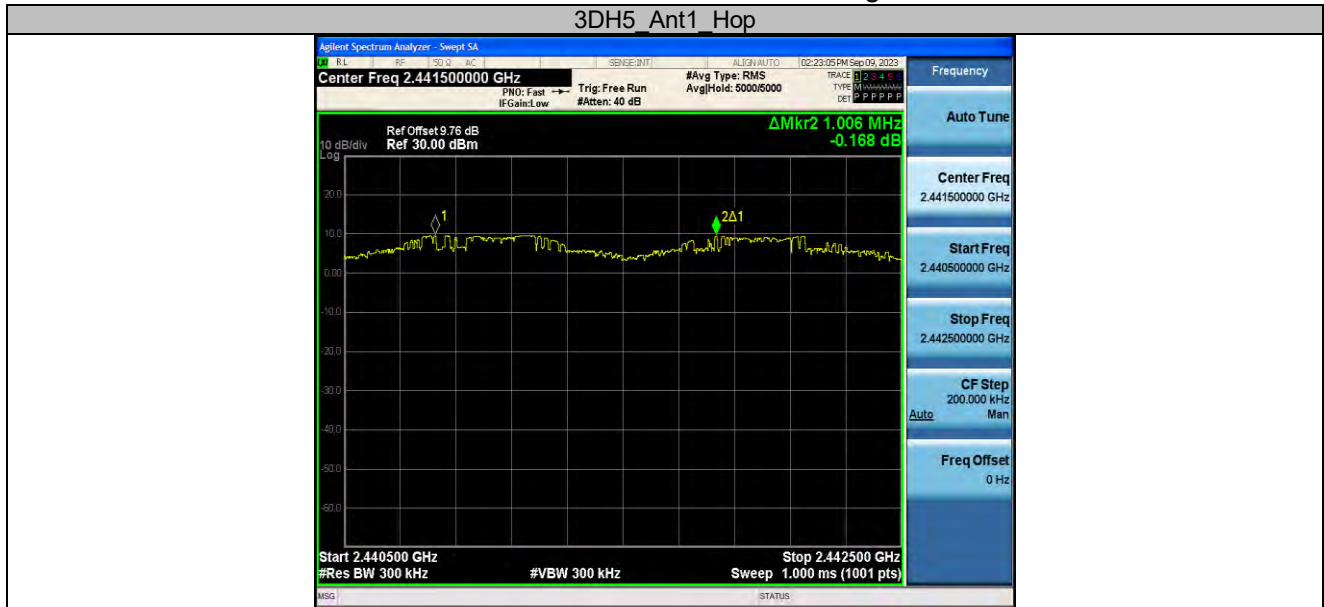 3DH5_Ant1_Hop
Agilent Spectrum Analyzer - Swept SA
RL RF 50 Ω AC SENSE:INT ALIGN AUTO 02:23:05 PM Sep 09, 2023
Center Freq 2.441500000 GHz #Avg Type: RMS TRACE 1 2 3 4 5 6
PNO: Fast Trig: Free Run Avg|Hold: 5000/5000 TYPE M
IFGain:Low #Atten: 40 dB DET P P P P P P
Ref Offset 9.76 dB ΔMkr2 1.006 MHz
10 dB/div Ref 30.00 dBm -0.168 dB
Log
20.0
1 2Δ1
10.0
0.00
-10.0
-20.0
-30.0
-40.0
-50.0
-60.0
Start 2.440500 GHz Stop 2.442500 GHz
#Res BW 300 kHz #VBW 300 kHz Sweep 1.000 ms (1001 pts)
MSG STATUS
Frequency
Auto Tune
Center Freq
2.441500000 GHz
Start Freq
2.440500000 GHz
Stop Freq
2.442500000 GHz
CF Step
200.000 kHz
Auto Man
Freq Offset
0 Hz